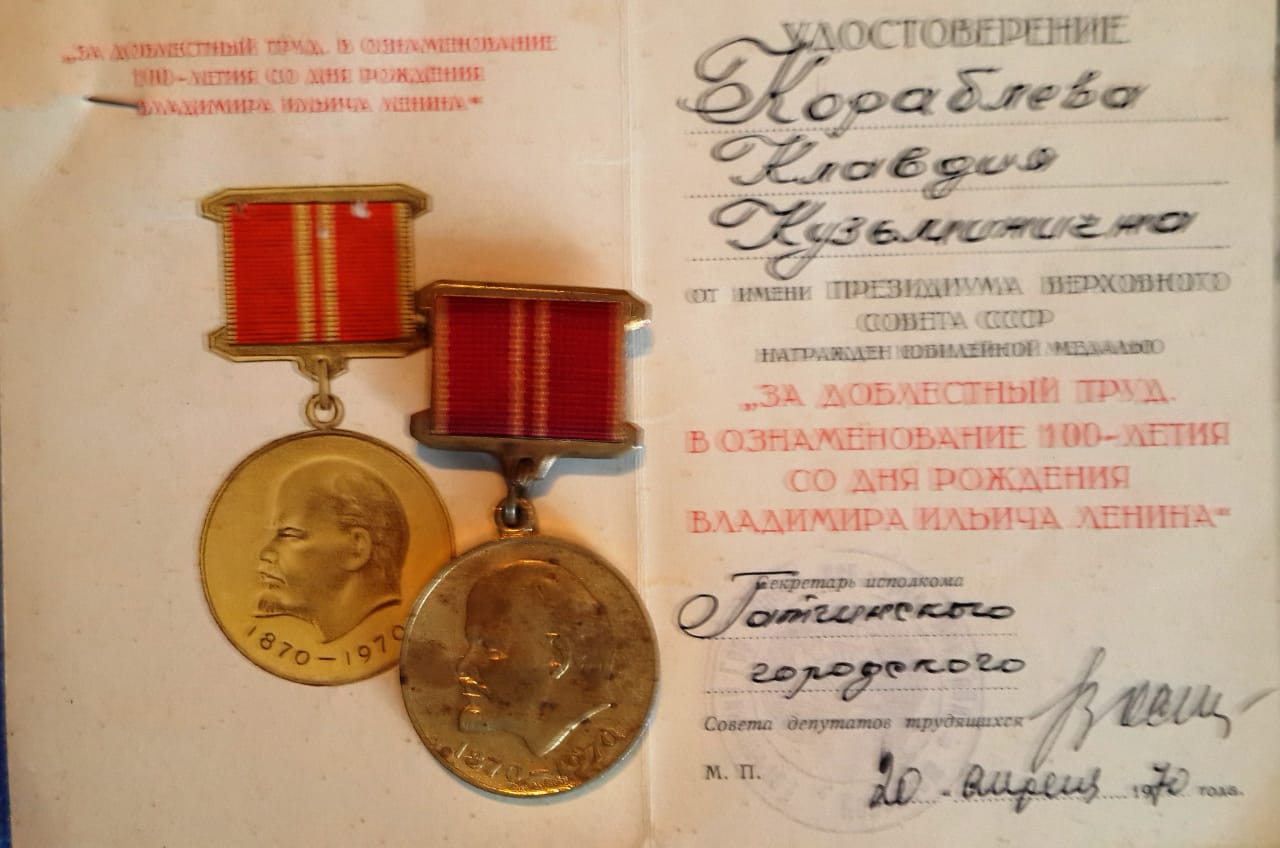 „ЗА ДОБЛЕСТНЫЙ ТРУД. В ОЗНАМЕНОВАНИЕ
100-ЛЕТИЯ СО ДНЯ РОЖДЕНИЯ
ВЛАДИМИРА ИЛЬИЧА ЛЕНИНА“
1870-1970
1870-1970
УДОСТОВЕРЕНИЕ
Кораблева
Клавдия
Кузьминична
ОТ ИМЕНИ ПРЕЗИДИУМА ВЕРХОВНОГО
СОВЕТА СССР
НАГРАЖДЕН ЮБИЛЕЙНОЙ МЕДАЛЬЮ
„ЗА ДОБЛЕСТНЫЙ ТРУД.
В ОЗНАМЕНОВАНИЕ 100-ЛЕТИЯ
СО ДНЯ РОЖДЕНИЯ
ВЛАДИМИРА ИЛЬИЧА ЛЕНИНА“
Секретарь исполкома
Гатчинского
городского
Совета депутатов трудящихся
М. П.
20 апреля 1970 года.